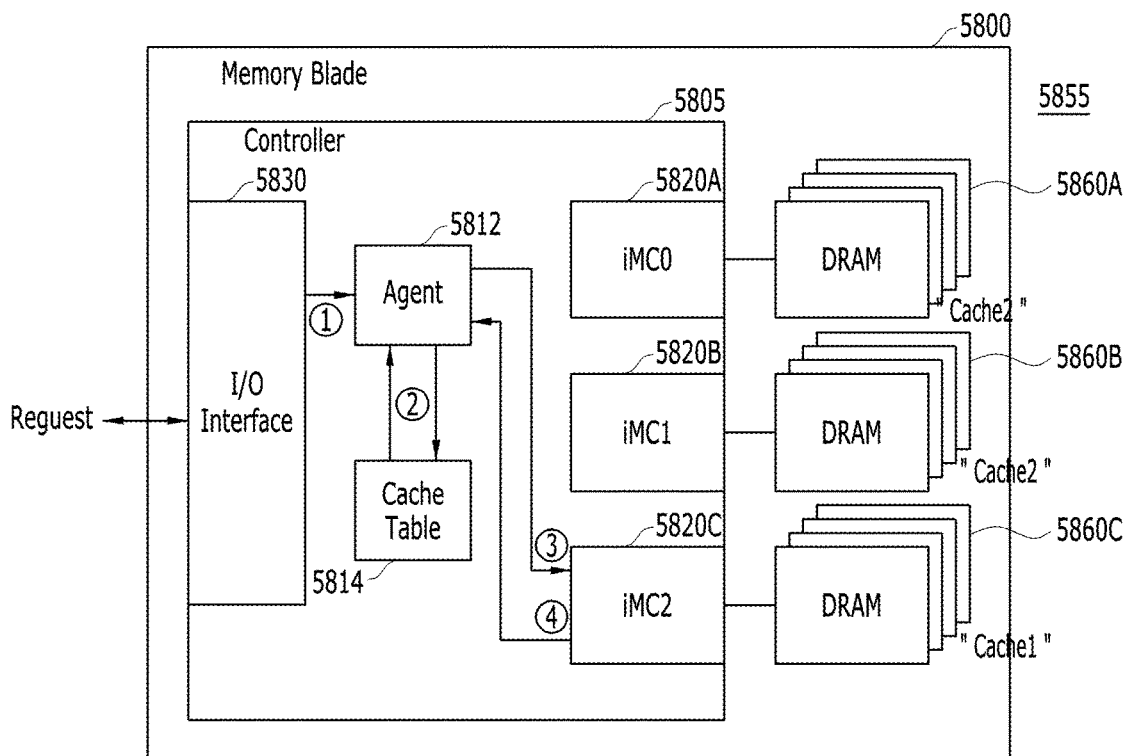 5800
Memory Blade
5855
5805
Controller
5830
5820A
5860A
5812
iMC0
DRAM
Agent
①
" Cache2 "
5820B
5860B
I/O
Interface
②
iMC1
DRAM
Reguest
" Cache2 "
Cache
Table
5820C
5860C
③
5814
iMC2
DRAM
④
" Cache1 "